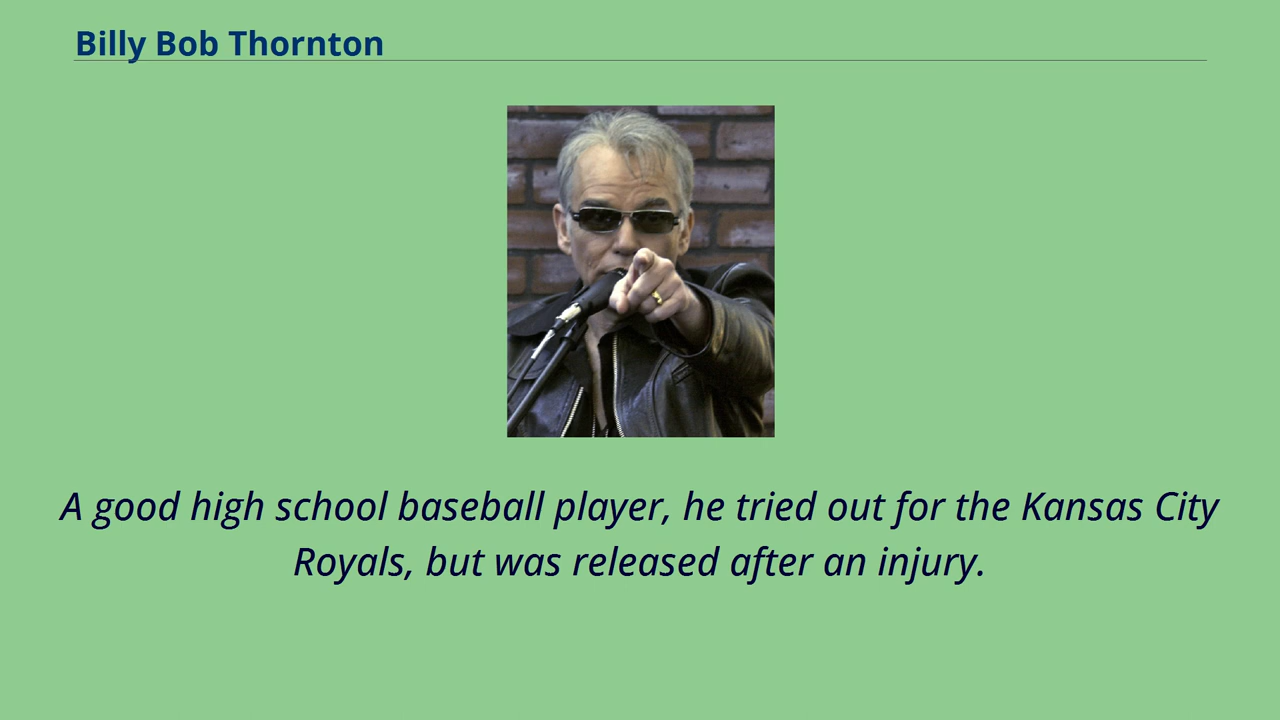 Billy Bob Thornton
A good high school baseball player, he tried out for the Kansas City
Royals, but was released after an injury.